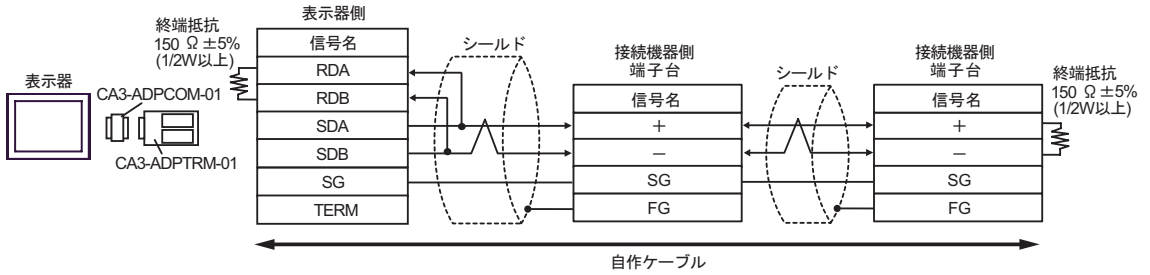 表示器
CA3-ADPCOM-01
CA3-ADPTRM-01
終端抵抗
150 Ω ±5%
(1/2W以上)
表示器側
信号名
RDA
RDB
SDA
SDB
SG
TERM
シールド
接続機器側
端子台
信号名
+
−
SG
FG
シールド
接続機器側
端子台
信号名
+
−
SG
FG
終端抵抗
150 Ω ±5%
(1/2W以上)
自作ケーブル